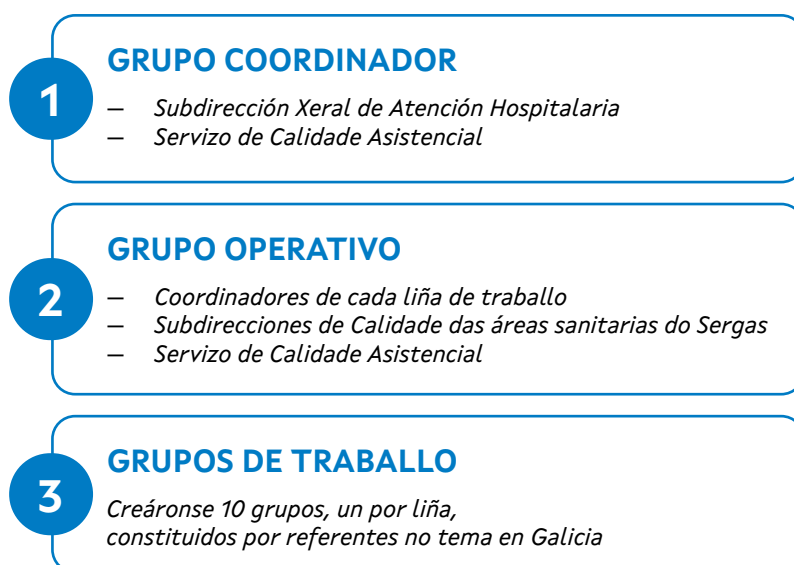 1
GRUPO COORDINADOR
— Subdirección Xeral de Atención Hospitalaria
— Servizo de Calidade Asistencial
2
GRUPO OPERATIVO
— Coordinadores de cada liña de traballo
— Subdirecciones de Calidade das áreas sanitarias do Sergas
— Servizo de Calidade Asistencial
3
GRUPOS DE TRABALLO
Creáronse 10 grupos, un por liña,
constituidos por referentes no tema en Galicia